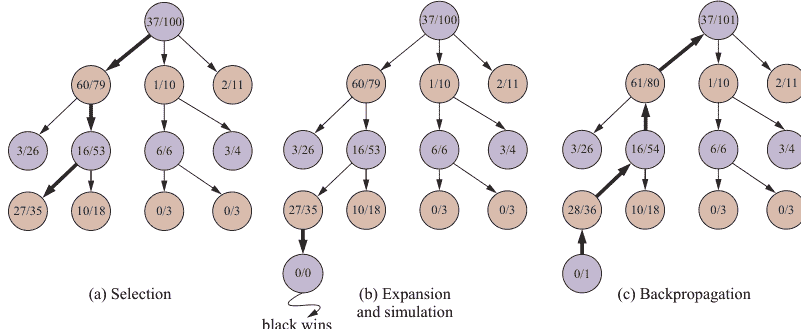 37/100
60/79 1/10 2/11
3/26 16/53 6/6 3/4
27/35 10/18 0/3 0/3
(a) Selection
37/100
60/79 1/10 2/11
3/26 16/53 6/6 3/4
27/35 10/18 0/3 0/3
0/0
black wins
(b) Expansion
and simulation
37/101
61/80 1/10 2/11
3/26 16/54 6/6 3/4
28/36 10/18 0/3 0/3
0/1
(c) Backpropagation